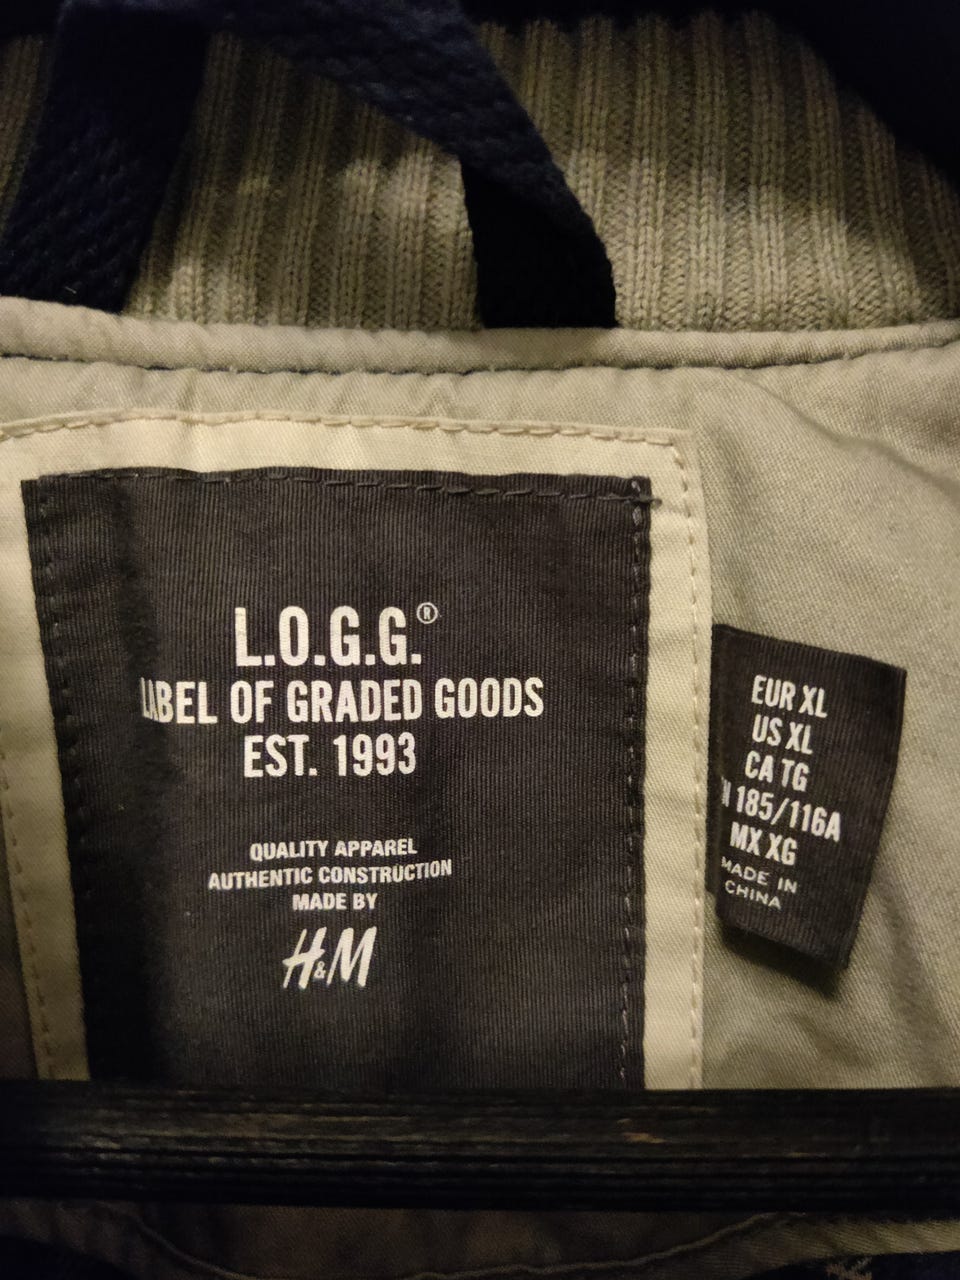 L.O.G.G.®
LABEL OF GRADED GOODS
EST. 1993
QUALITY APPAREL
AUTHENTIC CONSTRUCTION
MADE BY
H&M
EUR XL
US XL
CA TG
185/116A
MX XG
MADE IN
CHINA